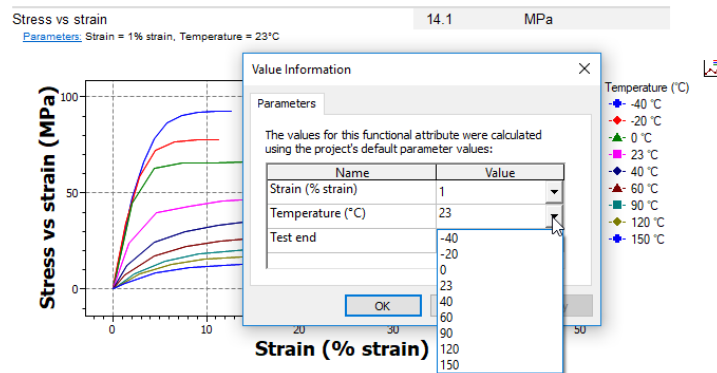 Stress vs strain 14.1 MPa
Parameters: Strain = 1% strain, Temperature = 23°C
Value Information
Parameters
The values for this functional attribute were calculated
using the project's default parameter values:
Name Value
Strain (% strain) 1
Temperature (°C) 23
Test end
-40
-20
0
23
40
60
90
120
150
OK
Stress vs strain (MPa)
100
50
0
0 10 20 30 50
Strain (% strain)
Temperature (°C)
-40 °C
-20 °C
0 °C
23 °C
40 °C
60 °C
90 °C
120 °C
150 °C